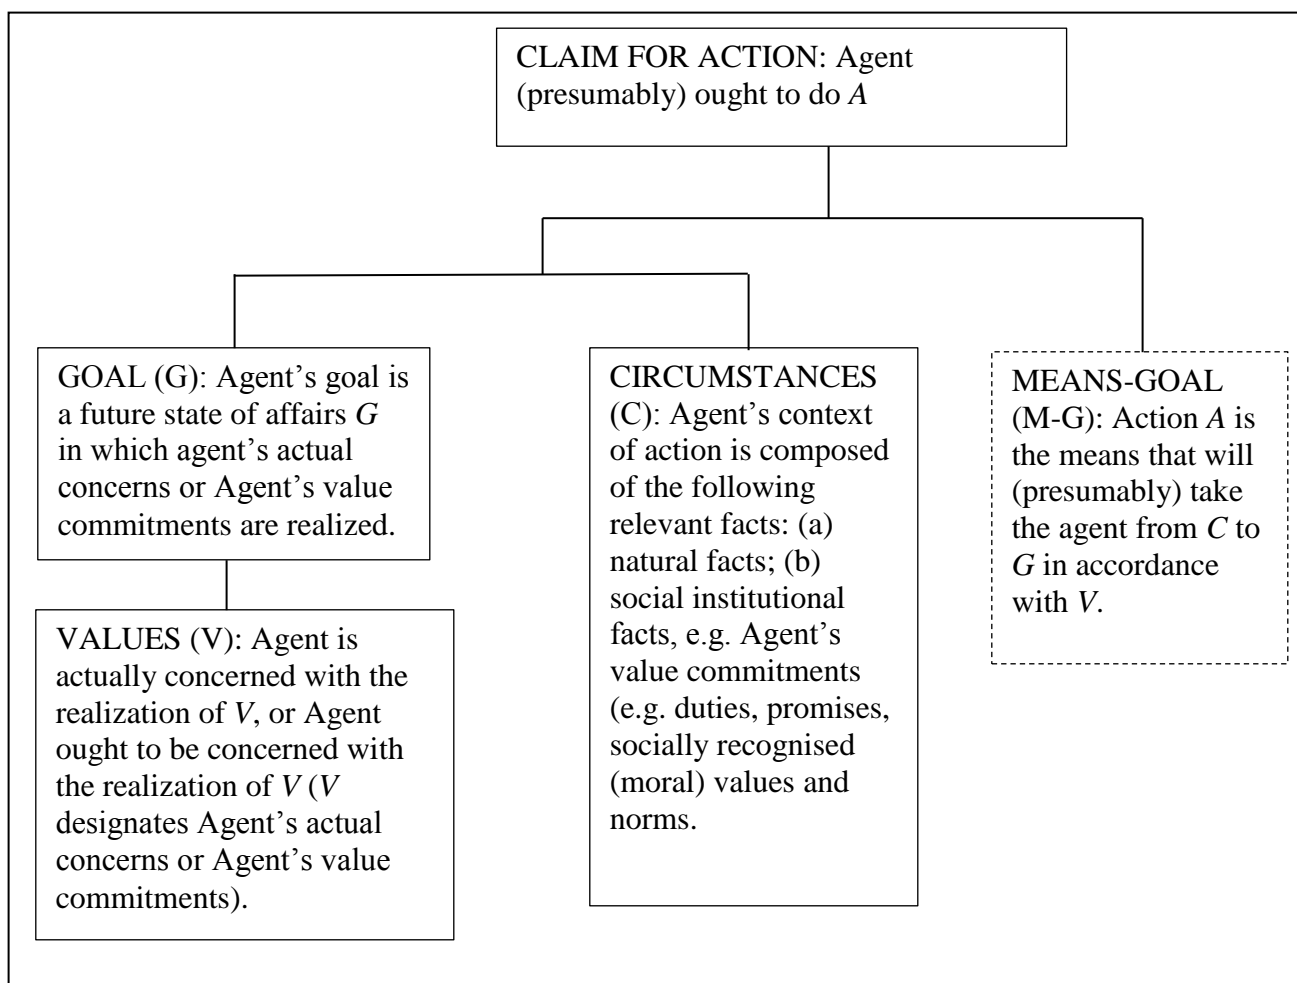 CLAIM FOR ACTION: Agent
(presumably) ought to do A
GOAL (G): Agent’s goal is
a future state of affairs G
in which agent’s actual
concerns or Agent’s value
commitments are realized.
VALUES (V): Agent is
actually concerned with the
realization of V, or Agent
ought to be concerned with
the realization of V (V
designates Agent’s actual
concerns or Agent’s value
commitments).
CIRCUMSTANCES
(C): Agent’s context
of action is composed
of the following
relevant facts: (a)
natural facts; (b)
social institutional
facts, e.g. Agent’s
value commitments
(e.g. duties, promises,
socially recognised
(moral) values and
norms.
MEANS-GOAL
(M-G): Action A is
the means that will
(presumably) take
the agent from C to
G in accordance
with V.